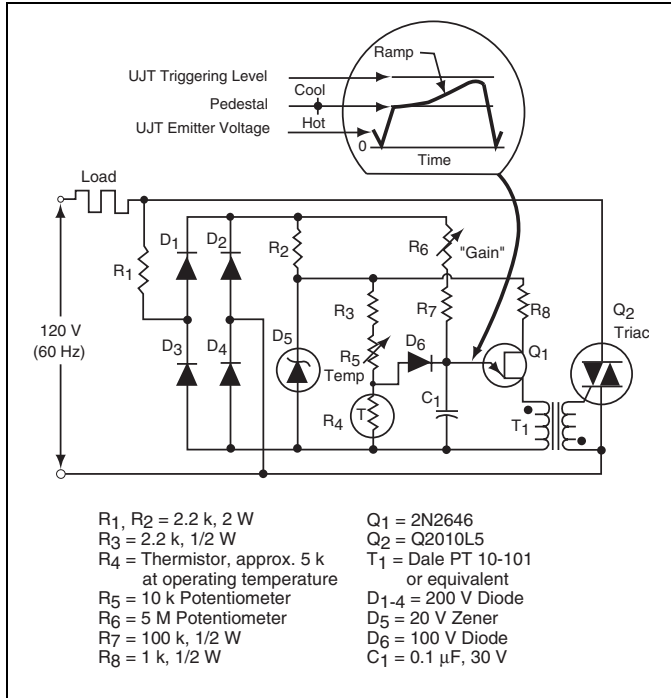 Ramp
UJT Triggering Level
Cool
Pedestal
Hot
UJT Emitter Voltage
0
Time
Load
D1
D2
R1
R2
R6
"Gain"
R3
R7
R8
Q2
Triac
120 V
(60 Hz)
D3
D4
D5
R5
Temp
D6
Q1
C1
T
R4
T1
R1, R2 = 2.2 k, 2 W
R3 = 2.2 k, 1/2 W
R4 = Thermistor, approx. 5 k
at operating temperature
R5 = 10 k Potentiometer
R6 = 5 M Potentiometer
R7 = 100 k, 1/2 W
R8 = 1 k, 1/2 W
Q1 = 2N2646
Q2 = Q2010L5
T1 = Dale PT 10-101
or equivalent
D1-4 = 200 V Diode
D5 = 20 V Zener
D6 = 100 V Diode
C1 = 0.1 µF, 30 V